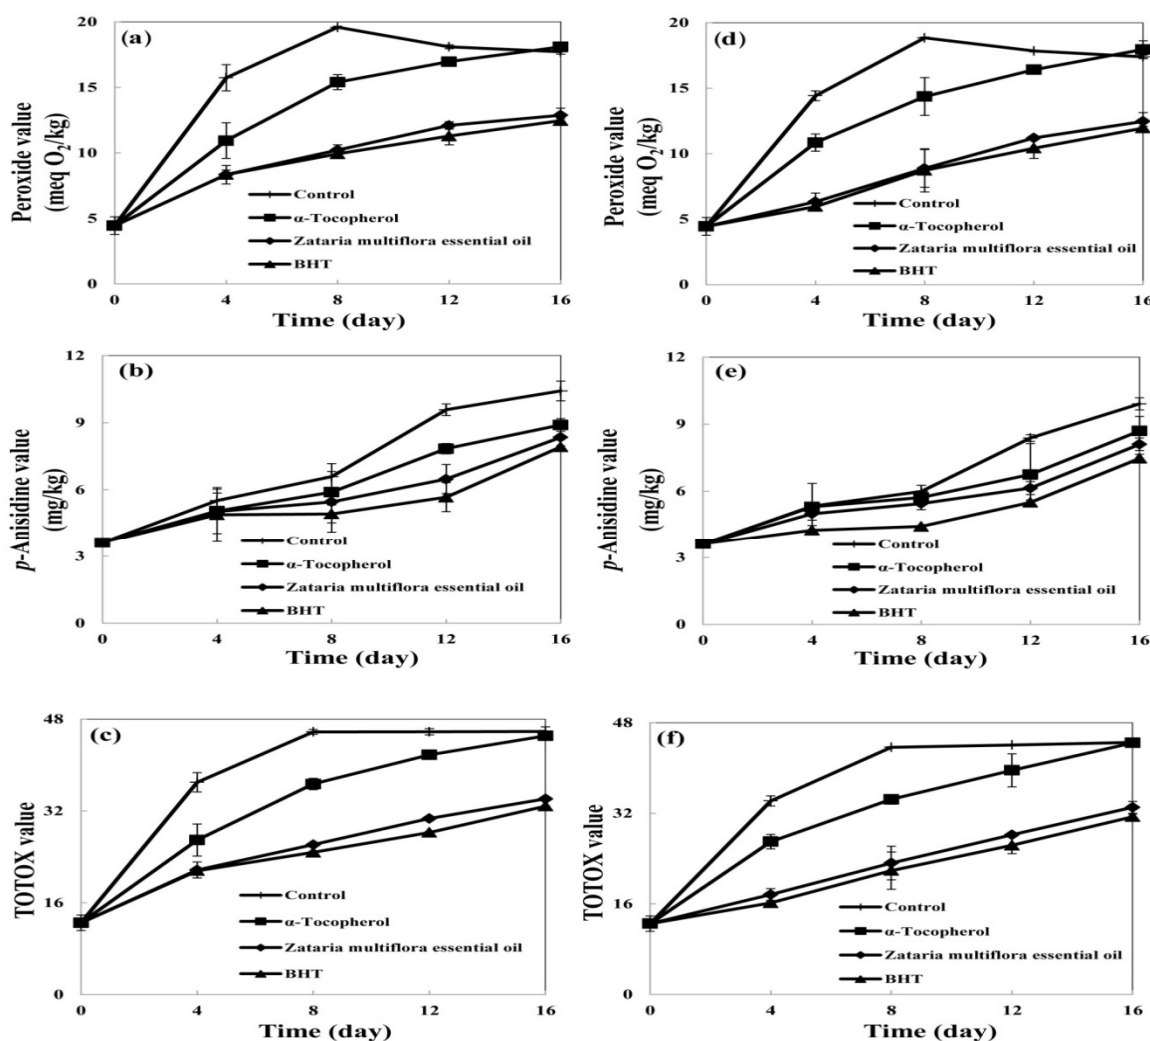 (a)
Peroxide value
(meq O₂/kg)
20
15
10
5
0
Control
α-Tocopherol
Zataria multiflora essential oil
BHT
0 4 8 12 16
Time (day)
(d)
Peroxide value
(meq O₂/kg)
20
15
10
5
0
Control
α-Tocopherol
Zataria multiflora essential oil
BHT
0 4 8 12 16
Time (day)
(b)
p-Anisidine value
(mg/kg)
12
9
6
3
0
Control
α-Tocopherol
Zataria multiflora essential oil
BHT
0 4 8 12 16
Time (day)
(e)
p-Anisidine value
(mg/kg)
12
9
6
3
0
Control
α-Tocopherol
Zataria multiflora essential oil
BHT
0 4 8 12 16
Time (day)
(c)
TOTOX value
48
32
16
0
Control
α-Tocopherol
Zataria multiflora essential oil
BHT
0 4 8 12 16
Time (day)
(f)
TOTOX value
48
32
16
0
Control
α-Tocopherol
Zataria multiflora essential oil
BHT
0 4 8 12 16
Time (day)